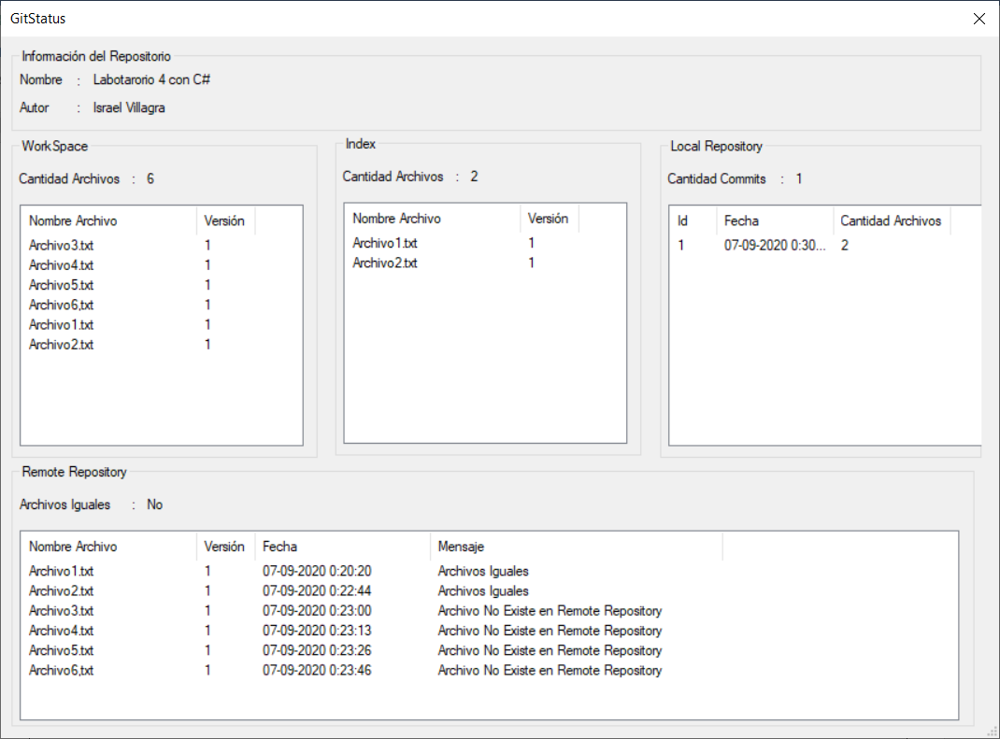 GitStatus
Información del Repositorio
Nombre : Labotarorio 4 con C#
Autor : Israel Villagra
WorkSpace
Cantidad Archivos : 6
Nombre Archivo Versión
Archivo3.txt 1
Archivo4.txt 1
Archivo5.txt 1
Archivo6,txt 1
Archivo1.txt 1
Archivo2.txt 1
Index
Cantidad Archivos : 2
Nombre Archivo Versión
Archivo1.txt 1
Archivo2.txt 1
Local Repository
Cantidad Commits : 1
Id Fecha Cantidad Archivos
1 07-09-2020 0:30... 2
Remote Repository
Archivos Iguales : No
Nombre Archivo Versión Fecha Mensaje
Archivo1.txt 1 07-09-2020 0:20:20 Archivos Iguales
Archivo2.txt 1 07-09-2020 0:22:44 Archivos Iguales
Archivo3.txt 1 07-09-2020 0:23:00 Archivo No Existe en Remote Repository
Archivo4.txt 1 07-09-2020 0:23:13 Archivo No Existe en Remote Repository
Archivo5.txt 1 07-09-2020 0:23:26 Archivo No Existe en Remote Repository
Archivo6,txt 1 07-09-2020 0:23:46 Archivo No Existe en Remote Repository